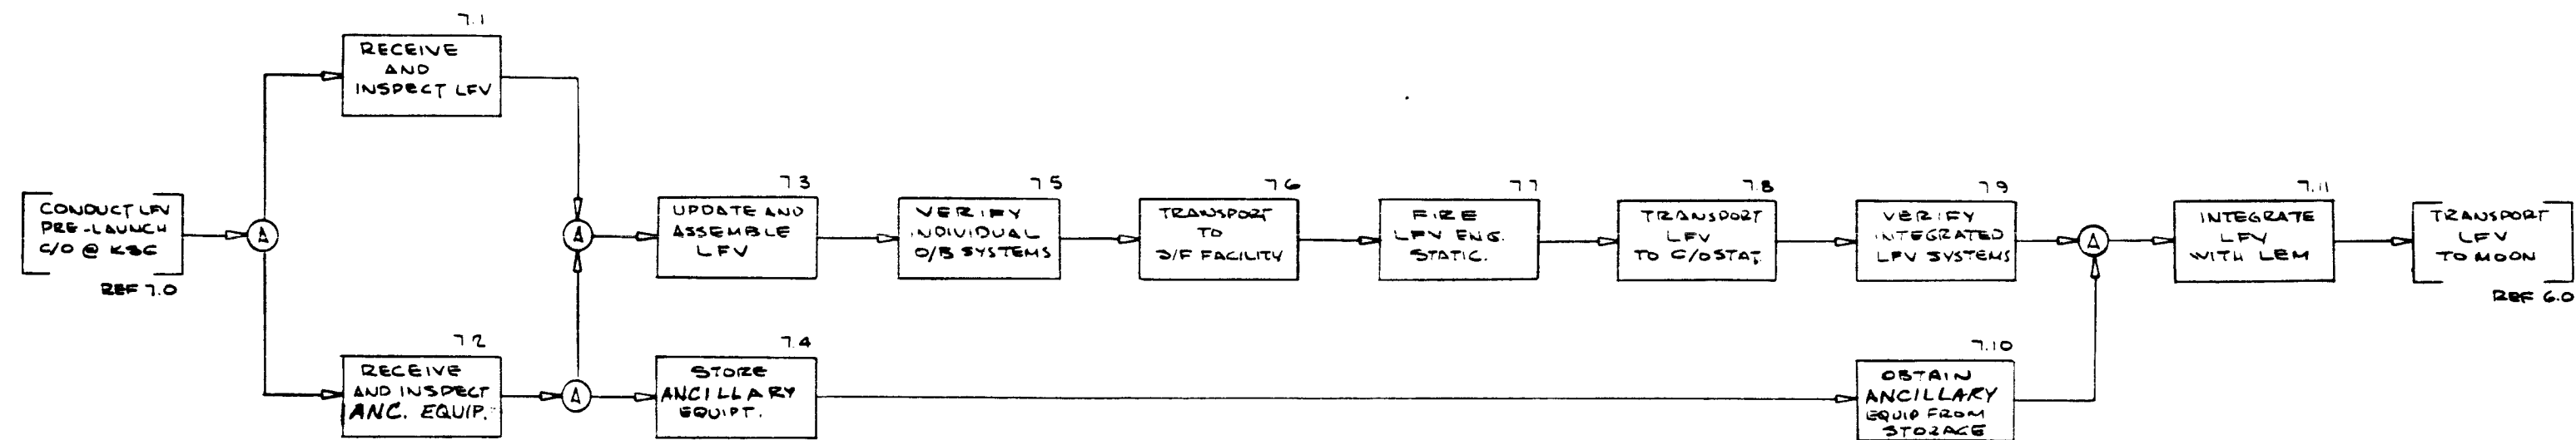 7.1
RECEIVE
AND
INSPECT LFV
CONDUCT LFV
PRE-LAUNCH
C/O @ KSC
REF 7.0
A
7.2
RECEIVE
AND INSPECT
ANC. EQUIP.
A
A
7.3
UPDATE AND
ASSEMBLE
LFV
7.4
STORE
ANCILLARY
EQUIPT.
7.5
VERIFY
INDIVIDUAL
O/B SYSTEMS
7.6
TRANSPORT
TO
S/F FACILITY
7.7
FIRE
LFV ENG.
STATIC.
7.8
TRANSPORT
LFV
TO C/O STAT.
7.9
VERIFY
INTEGRATED
LFV SYSTEMS
7.10
OBTAIN
ANCILLARY
EQUIP FROM
STORAGE
A
7.11
INTEGRATE
LFV
WITH LEM
TRANSPORT
LFV
TO MOON
REF 6.0